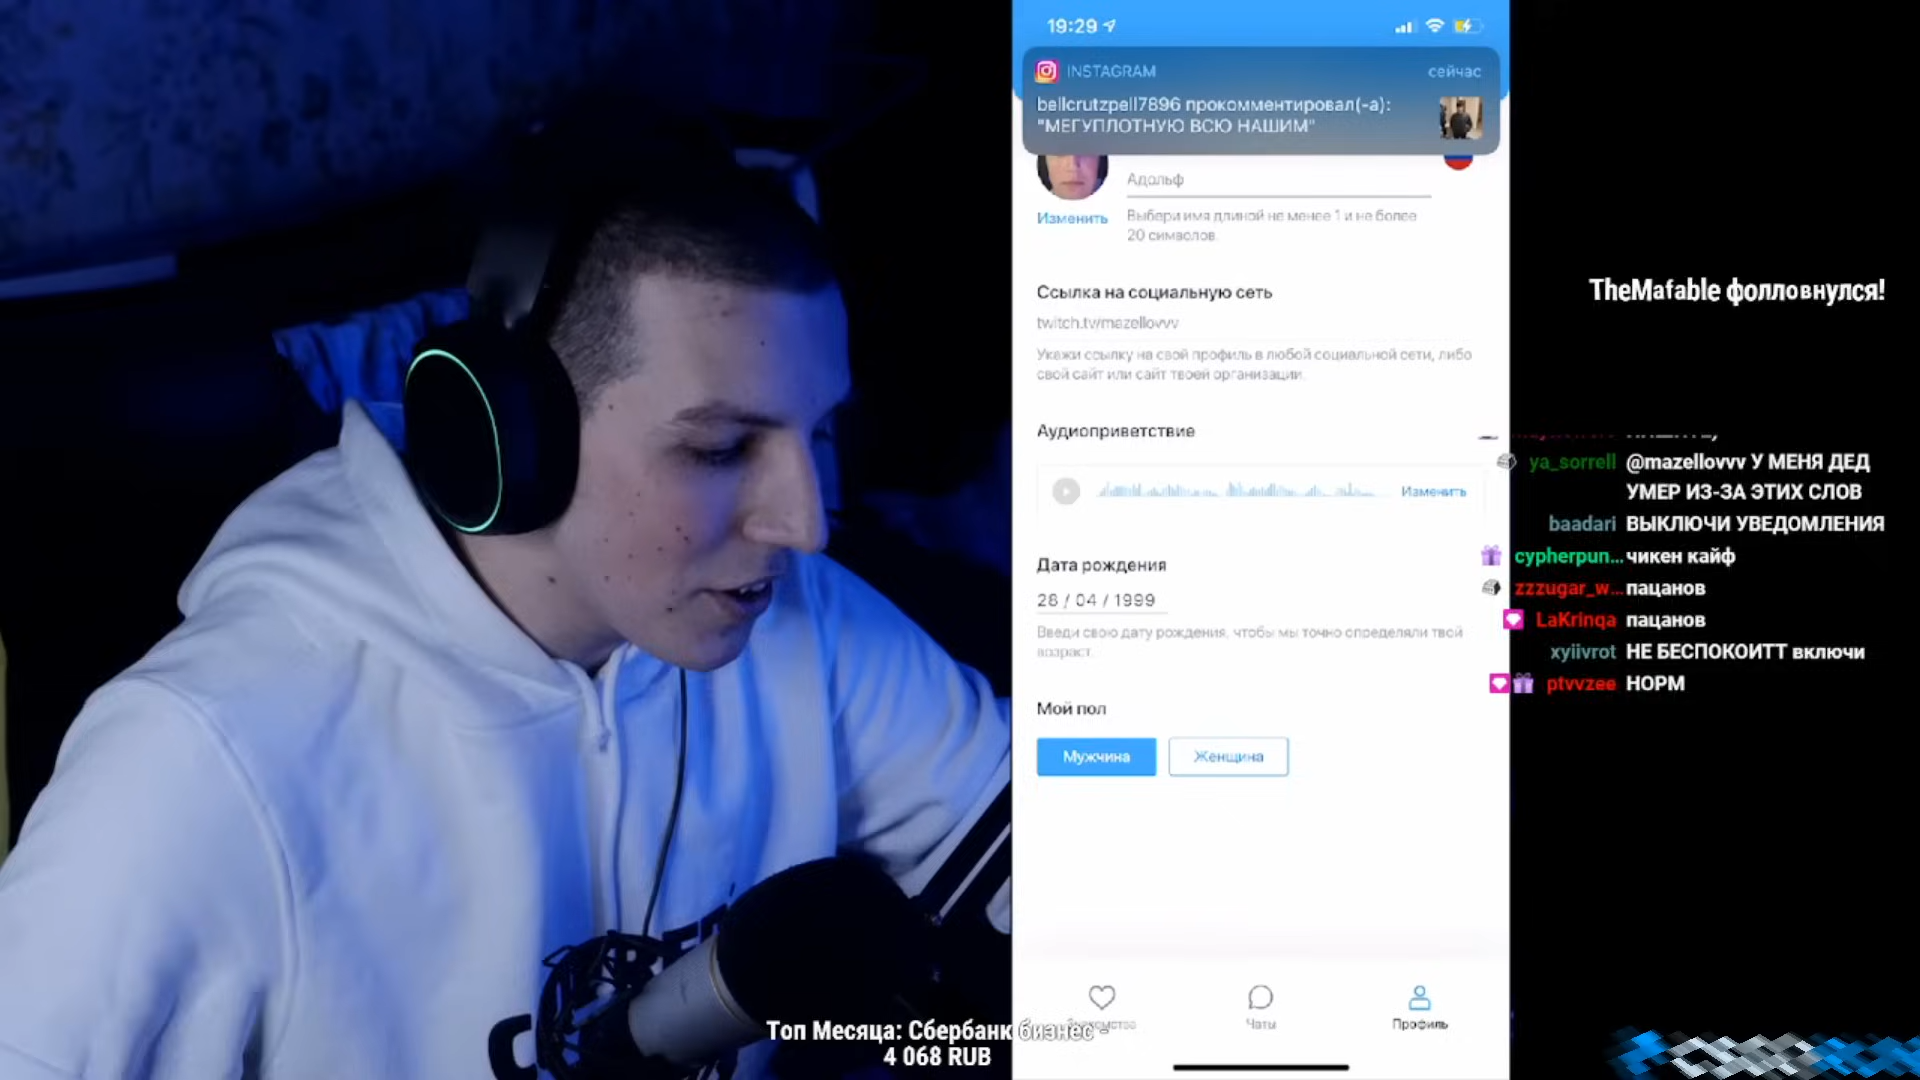 19:29
INSTAGRAM
сейчас
bellcrutzpell7896 прокомментировал(-а):
"МЕГУПЛОТНУЮ ВСЮ НАШИМ"
Адольф
Изменить
Выбери имя длиной не менее 1 и не более
20 символов.
Ссылка на социальную сеть
twitch.tv/mazellovvv
Укажи ссылку на свой профиль в любой социальной сети, либо
свой сайт или сайт твоей организации.
Аудиоприветствие
Изменить
Дата рождения
28 / 04 / 1999
Введи свою дату рождения, чтобы мы точно определяли твой
возраст.
Мой пол
Мужчина
Женщина
Чаты
Профиль
Топ Месяца: Сбербанк бизнес -
4 068 RUB
TheMafable фолловнулся!
ya_sorrell @mazellovvv У МЕНЯ ДЕД
УМЕР ИЗ-ЗА ЭТИХ СЛОВ
baadari ВЫКЛЮЧИ УВЕДОМЛЕНИЯ
cypherpun... чикен кайф
zzzugar_w... пацанов
LaKrinqa пацанов
xyiivrot НЕ БЕСПОКОИТТ включи
ptvvzee НОРМ